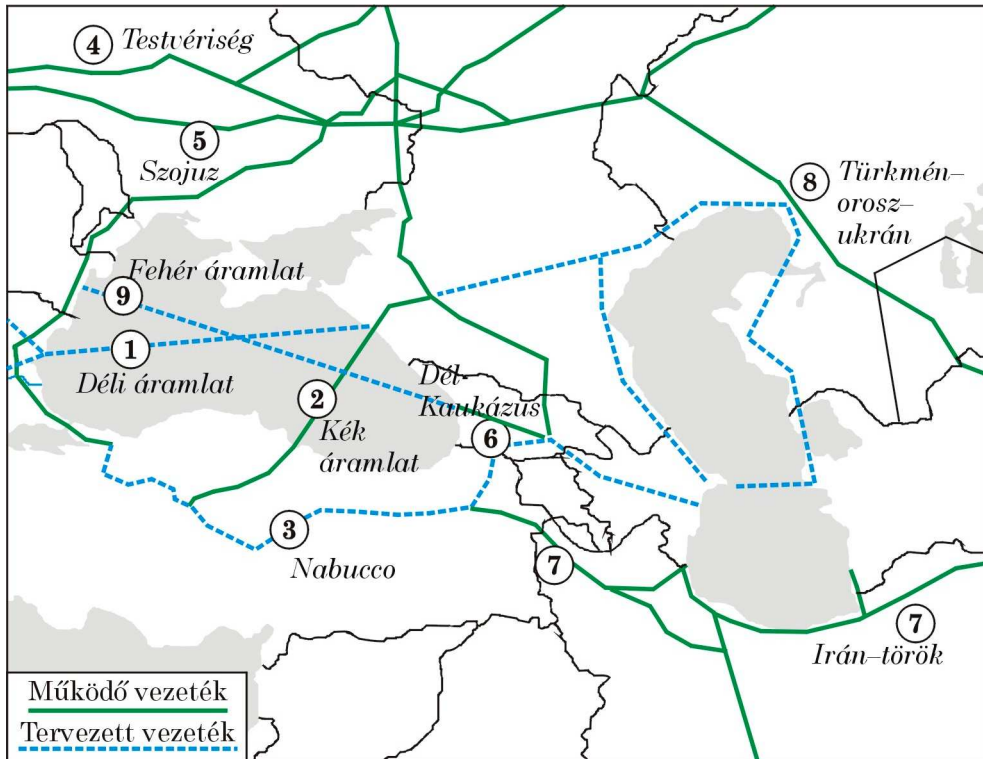 4 Testvériség
5
Szojuz
8 Türkmén–
orosz–
ukrán
Fehér áramlat
9
1
Déli áramlat
2
Kék
áramlat
Dél-
Kaukázus
6
3
Nabucco
7
7
Irán–török
Működő vezeték
Tervezett vezeték